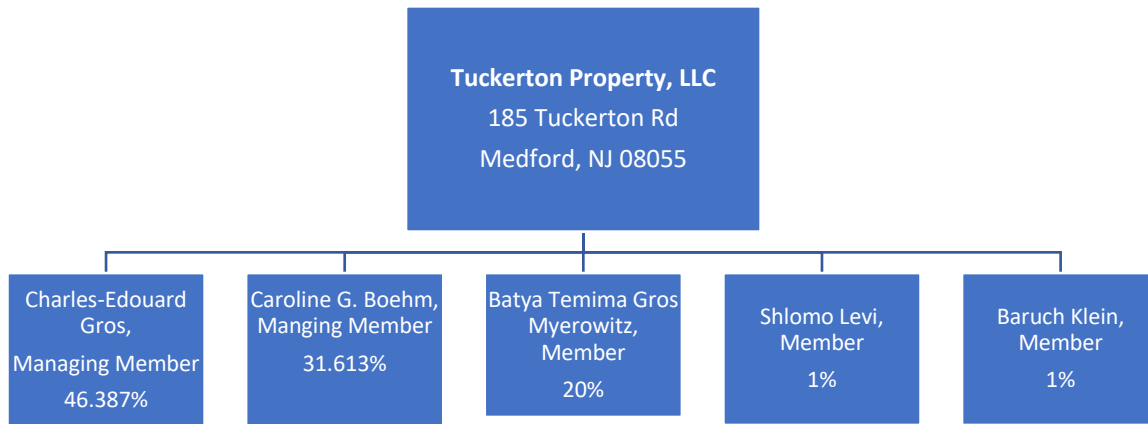 Tuckerton Property, LLC
185 Tuckerton Rd
Medford, NJ 08055
Charles-Edouard
Gros,
Managing Member
46.387%
Caroline G. Boehm,
Manging Member
31.613%
Batya Temima Gros
Myerowitz,
Member
20%
Shlomo Levi,
Member
1%
Baruch Klein,
Member
1%